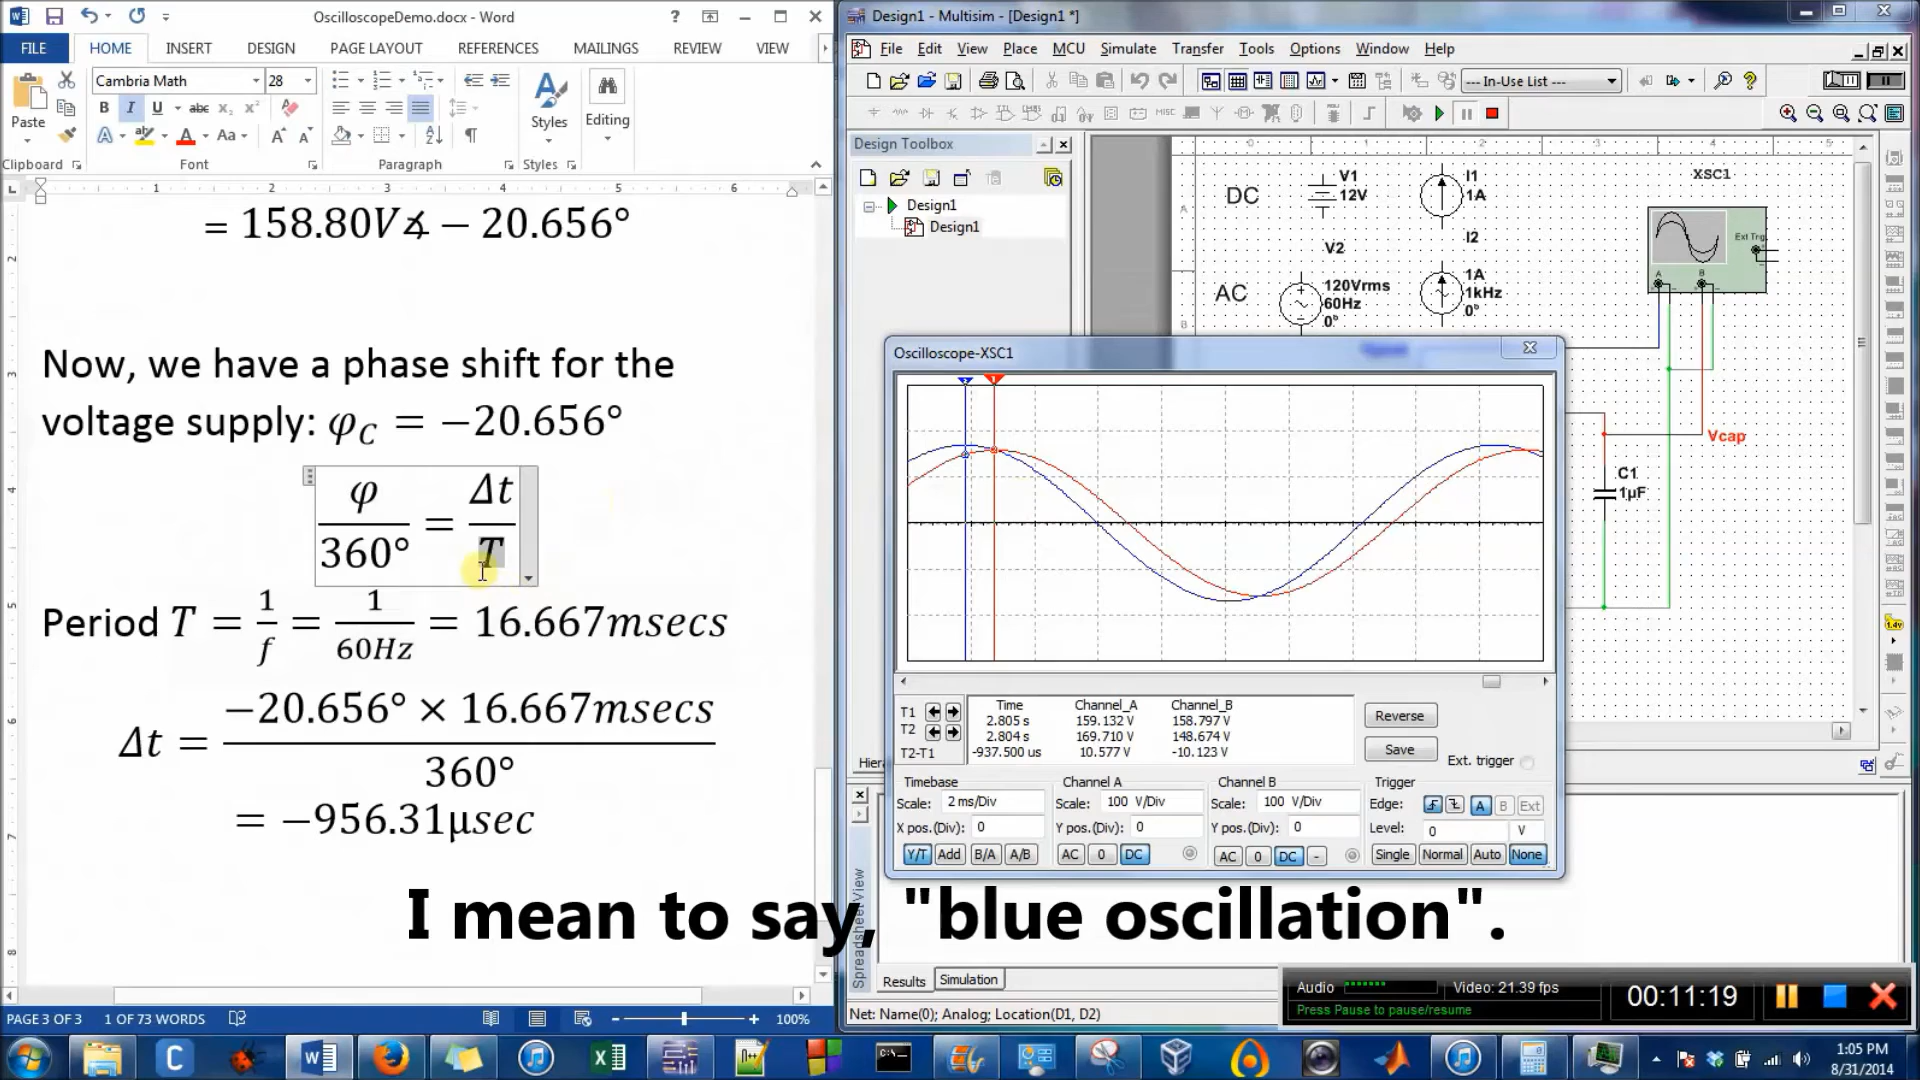 OscilloscopeDemo.docx - Word
FILE HOME INSERT DESIGN PAGE LAYOUT REFERENCES MAILINGS REVIEW VIEW
Cambria Math 28
Paste
Styles
Editing
Clipboard Font Paragraph Styles
= 158.80V∡ − 20.656°
Now, we have a phase shift for the
voltage supply: φ_C = −20.656°
φ/360° = Δt/T
Period T = 1/f = 1/60Hz = 16.667msecs
Δt = −20.656° × 16.667msecs / 360°
= −956.31μsec
PAGE 3 OF 3 1 OF 73 WORDS 100%
Design1 - Multisim - [Design1 *]
File Edit View Place MCU Simulate Transfer Tools Options Window Help
--- In-Use List ---
Design Toolbox
Design1
Design1
DC
V1
12V
I1
1A
V2
I2
AC
120Vrms
60Hz
0°
1A
1kHz
0°
XSC1
Ext Trig
A B
Vcap
C1
1μF
Oscilloscope-XSC1
Time Channel_A Channel_B
T1 2.805 s 159.132 V 158.797 V
T2 2.804 s 169.710 V 148.674 V
T2-T1 -937.500 us 10.577 V -10.123 V
Reverse
Save
Ext. trigger
Timebase
Scale: 2 ms/Div
X pos.(Div): 0
Y/T Add B/A A/B
Channel A
Scale: 100 V/Div
Y pos.(Div): 0
AC 0 DC
Channel B
Scale: 100 V/Div
Y pos.(Div): 0
AC 0 DC -
Trigger
Edge: A B Ext
Level: 0 V
Single Normal Auto None
Hierar
Spreadsheet View
I mean to say, "blue oscillation".
Results Simulation
Net: Name(0); Analog; Location(D1, D2)
Audio Video: 21.39 fps
Press Pause to pause/resume
00:11:19
1:05 PM
8/31/2014